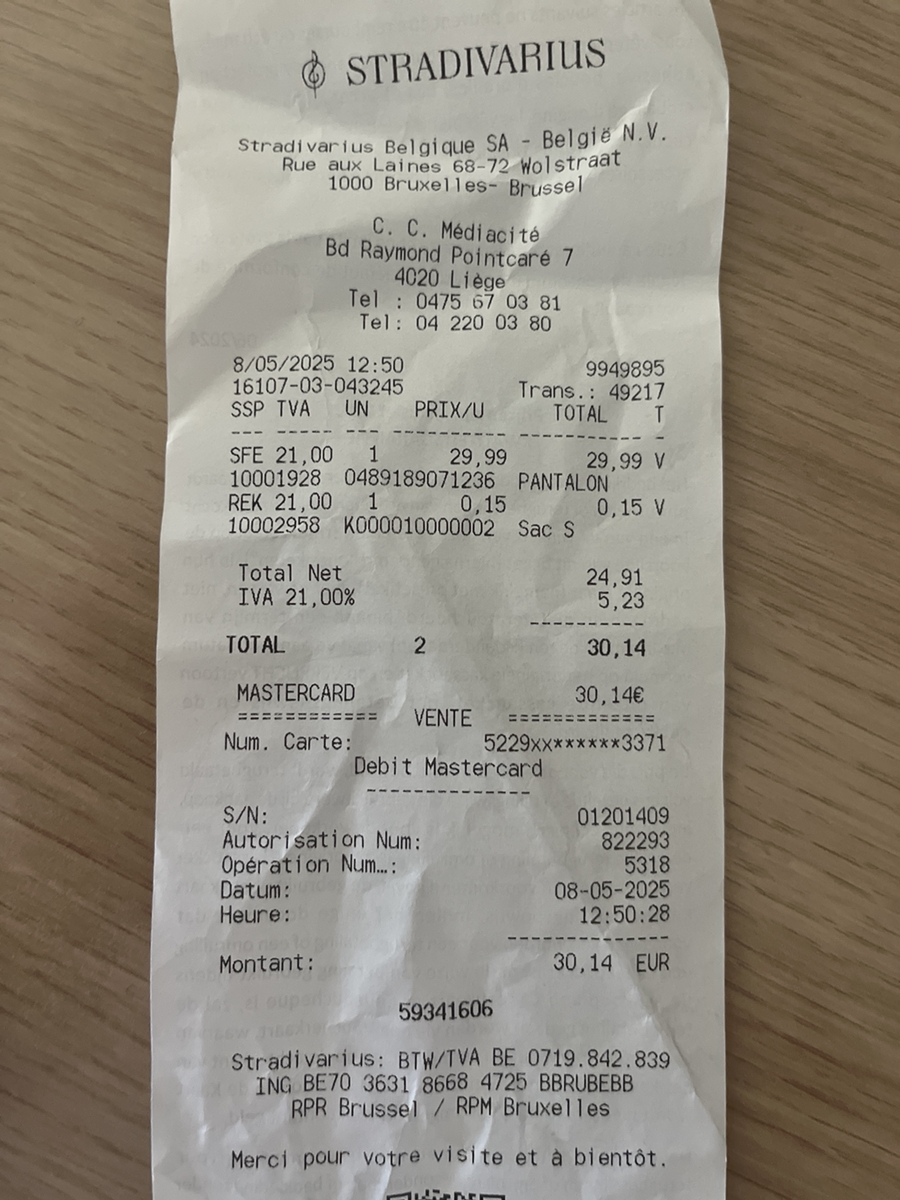 STRADIVARIUS
Stradivarius Belgique SA - België N.V.
Rue aux Laines 68-72 Wolstraat
1000 Bruxelles- Brussel
C. C. Médiacité
Bd Raymond Pointcaré 7
4020 Liège
Tel : 0475 67 03 81
Tel: 04 220 03 80
8/05/2025 12:50 9949895
16107-03-043245 Trans.: 49217
SSP TVA UN PRIX/U TOTAL T
--- ----- --- ---------- ----------- -
SFE 21,00 1 29,99 29,99 V
10001928 0489189071236 PANTALON
REK 21,00 1 0,15 0,15 V
10002958 K000010000002 Sac S
Total Net 24,91
IVA 21,00% 5,23
----------
TOTAL 2 30,14
MASTERCARD 30,14€
============ VENTE =============
Num. Carte: 5229xx******3371
Debit Mastercard
--------------
S/N: 01201409
Autorisation Num: 822293
Opération Num…: 5318
Datum: 08-05-2025
Heure: 12:50:28
--------------
Montant: 30,14 EUR
59341606
Stradivarius: BTW/TVA BE 0719.842.839
ING BE70 3631 8668 4725 BBRUBEBB
RPR Brussel / RPM Bruxelles
Merci pour votre visite et à bientôt.